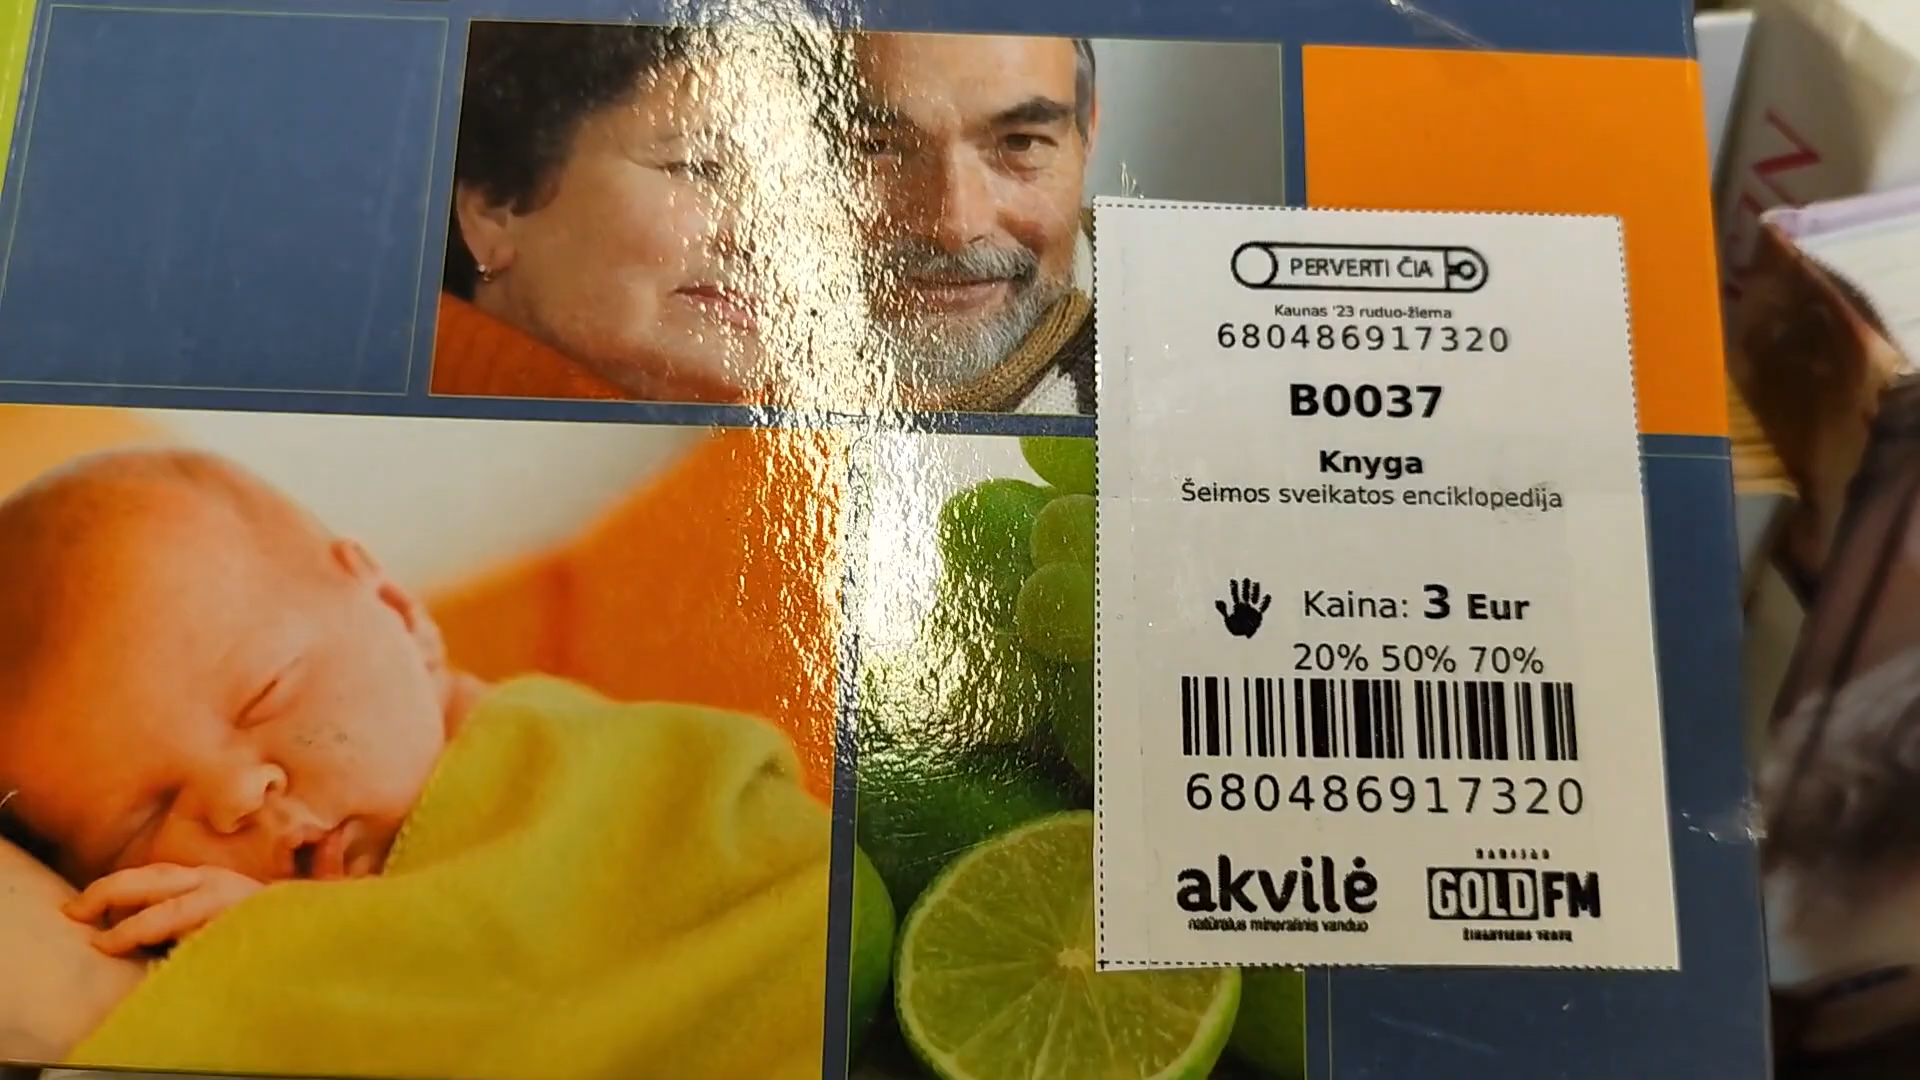 PERVERTI ČIA
Kaunas '23 ruduo-žiema
680486917320
B0037
Knyga
Šeimos sveikatos enciklopedija
Kaina: 3 Eur
20% 50% 70%
680486917320
akvilė
natūralus mineralinis vanduo
GOLD FM